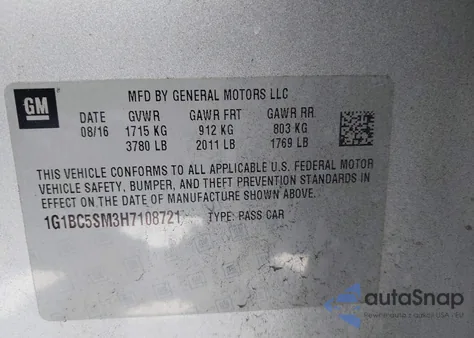 GM
MFD BY GENERAL MOTORS LLC
DATE GVWR GAWR FRT GAWR RR
08/16 1715 KG 912 KG 803 KG
3780 LB 2011 LB 1769 LB
THIS VEHICLE CONFORMS TO ALL APPLICABLE U.S. FEDERAL MOTOR
VEHICLE SAFETY, BUMPER, AND THEFT PREVENTION STANDARDS IN
EFFECT ON THE DATE OF MANUFACTURE SHOWN ABOVE.
1G1BC5SM3H7108721 TYPE: PASS CAR
autoSnap